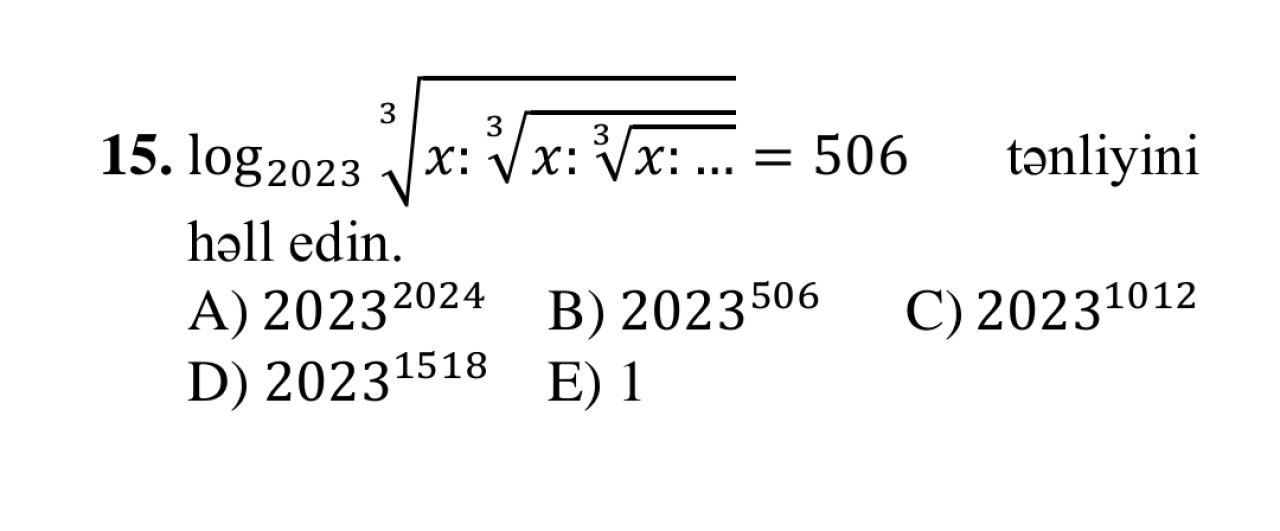 15. log₂₀₂₃ ∛(x: ∛(x: ∛(x: ...))) = 506 tənliyini
həll edin.
A) 2023²⁰²⁴ B) 2023⁵⁰⁶ C) 2023¹⁰¹²
D) 2023¹⁵¹⁸ E) 1